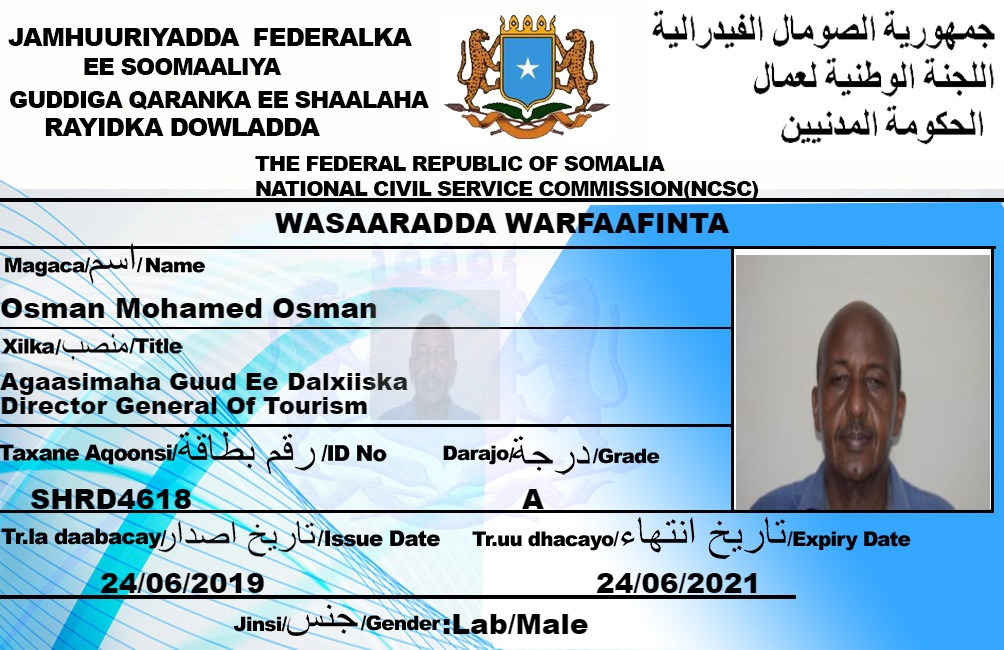 JAMHUURIYADDA FEDERALKA
EE SOOMAALIYA
GUDDIGA QARANKA EE SHAALAHA
RAYIDKA DOWLADDA
جمهورية الصومال الفيدرالية
اللجنة الوطنية لعمال
الحكومة المدنيين
THE FEDERAL REPUBLIC OF SOMALIA
NATIONAL CIVIL SERVICE COMMISSION(NCSC)
WASAARADDA WARFAAFINTA
Magaca/اسم/Name
Osman Mohamed Osman
Xilka/منصب/Title
Agaasimaha Guud Ee Dalxiiska
Director General Of Tourism
Taxane Aqoonsi/رقم بطاقة/ID No Darajo/درجة/Grade
SHRD4618 A
Tr.la daabacay/تاريخ اصدار/Issue Date Tr.uu dhacayo/تاريخ انتهاء/Expiry Date
24/06/2019 24/06/2021
Jinsi/جنس/Gender:Lab/Male